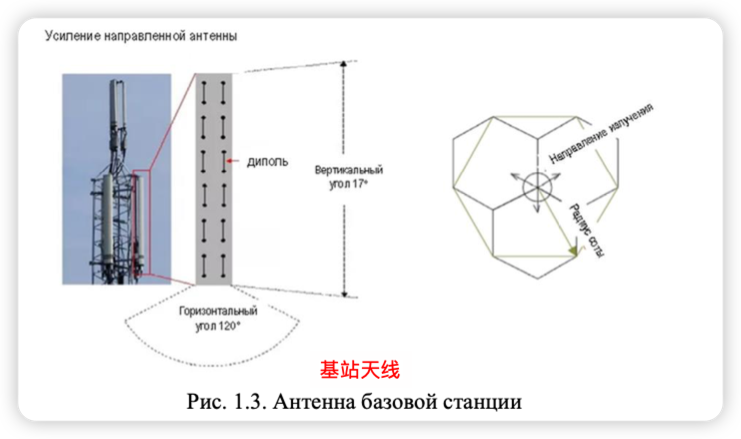 Усиление направленной антенны
диполь
Вертикальный
угол 17°
Горизонтальный
угол 120°
Направление излучения
Радиус соты
基站天线
Рис. 1.3. Антенна базовой станции